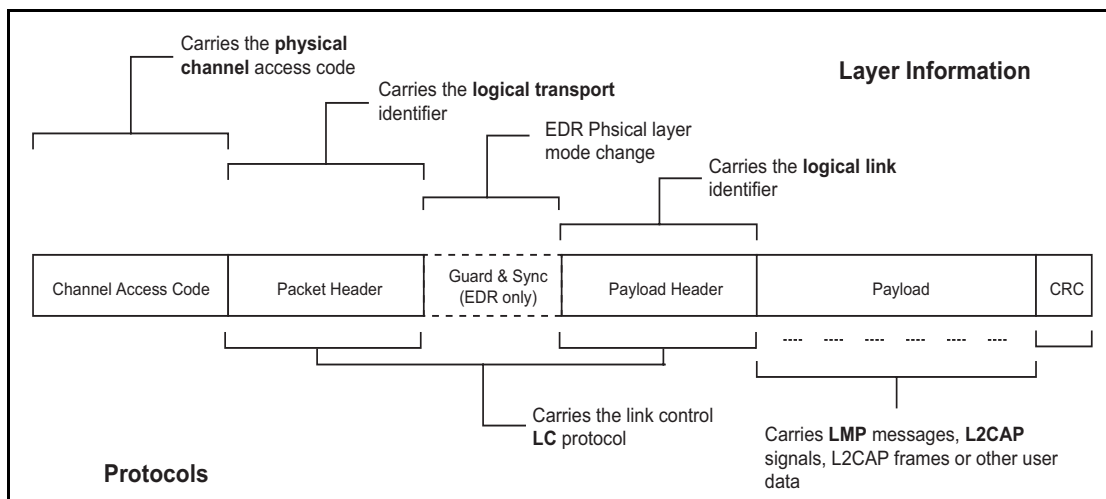 Carries the physical
channel access code
Layer Information
Carries the logical transport
identifier
EDR Phsical layer
mode change
Carries the logical link
identifier
Channel Access Code
Packet Header
Guard & Sync
(EDR only)
Payload Header
Payload
CRC
Carries the link control
LC protocol
Carries LMP messages, L2CAP
signals, L2CAP frames or other user
data
Protocols